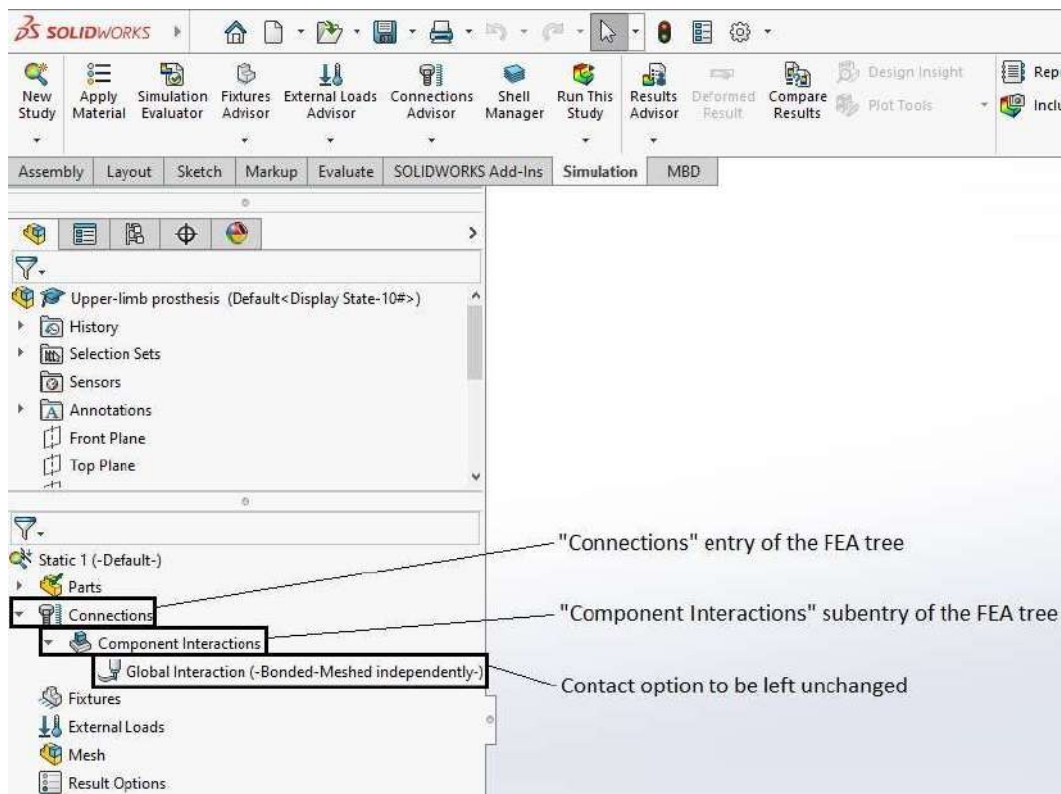 SOLIDWORKS
New Study
Apply Material
Simulation Evaluator
Fixtures Advisor
External Loads Advisor
Connections Advisor
Shell Manager
Run This Study
Results Advisor
Deformed Result
Compare Results
Design Insight
Plot Tools
Assembly Layout Sketch Markup Evaluate SOLIDWORKS Add-Ins Simulation MBD
Upper-limb prosthesis (Default<Display State-10#>)
History
Selection Sets
Sensors
Annotations
Front Plane
Top Plane
"Connections" entry of the FEA tree
Static 1 (-Default-)
Parts
Connections
"Component Interactions" subentry of the FEA tree
Component Interactions
Global Interaction (-Bonded-Meshed independently-)
Contact option to be left unchanged
Fixtures
External Loads
Mesh
Result Options